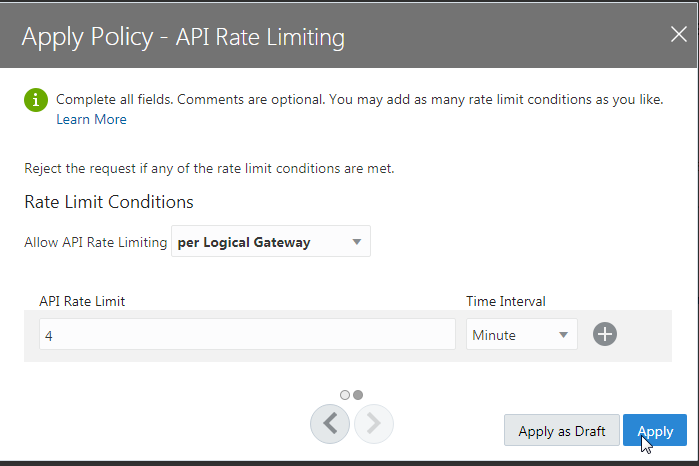 Apply Policy - API Rate Limiting
Complete all fields. Comments are optional. You may add as many rate limit conditions as you like.
Learn More
Reject the request if any of the rate limit conditions are met.
Rate Limit Conditions
Allow API Rate Limiting per Logical Gateway
API Rate Limit Time Interval
4 Minute
Apply as Draft Apply